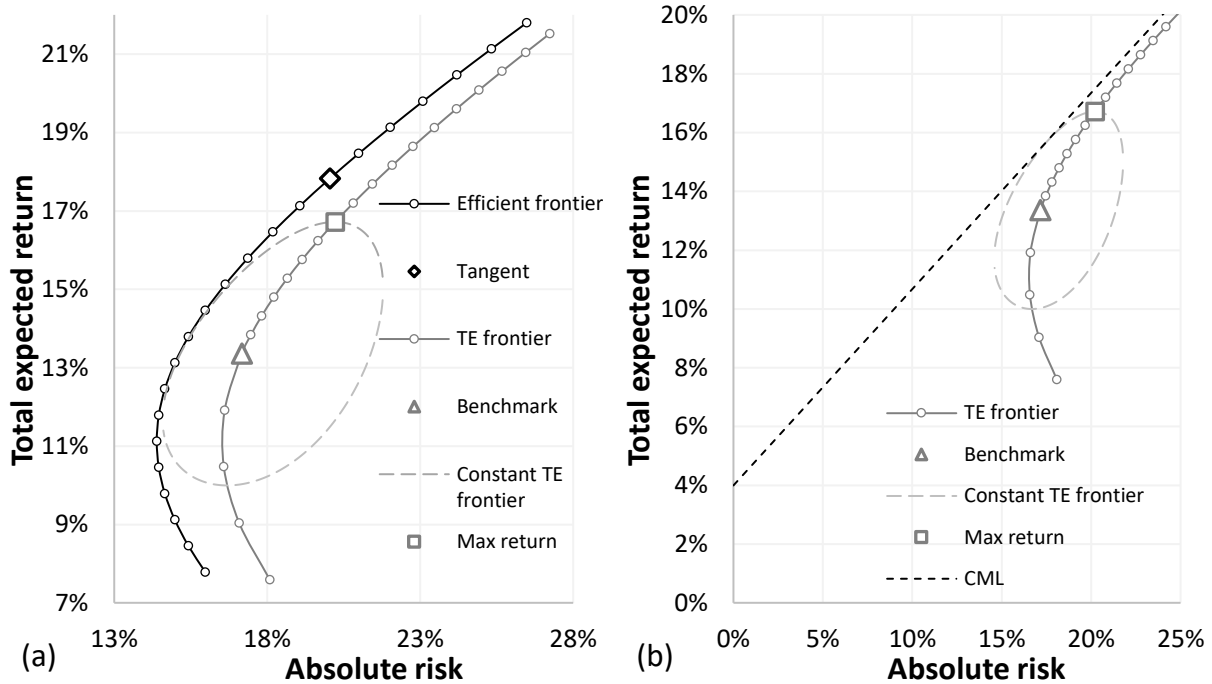 Total expected return
21%
19%
17%
15%
13%
11%
9%
7%
13%
18%
23%
28%
Efficient frontier
Tangent
TE frontier
Benchmark
Constant TE
frontier
Max return
(a)
Absolute risk
Total expected return
20%
18%
16%
14%
12%
10%
8%
6%
4%
2%
0%
0%
5%
10%
15%
20%
25%
TE frontier
Benchmark
Constant TE frontier
Max return
CML
(b)
Absolute risk